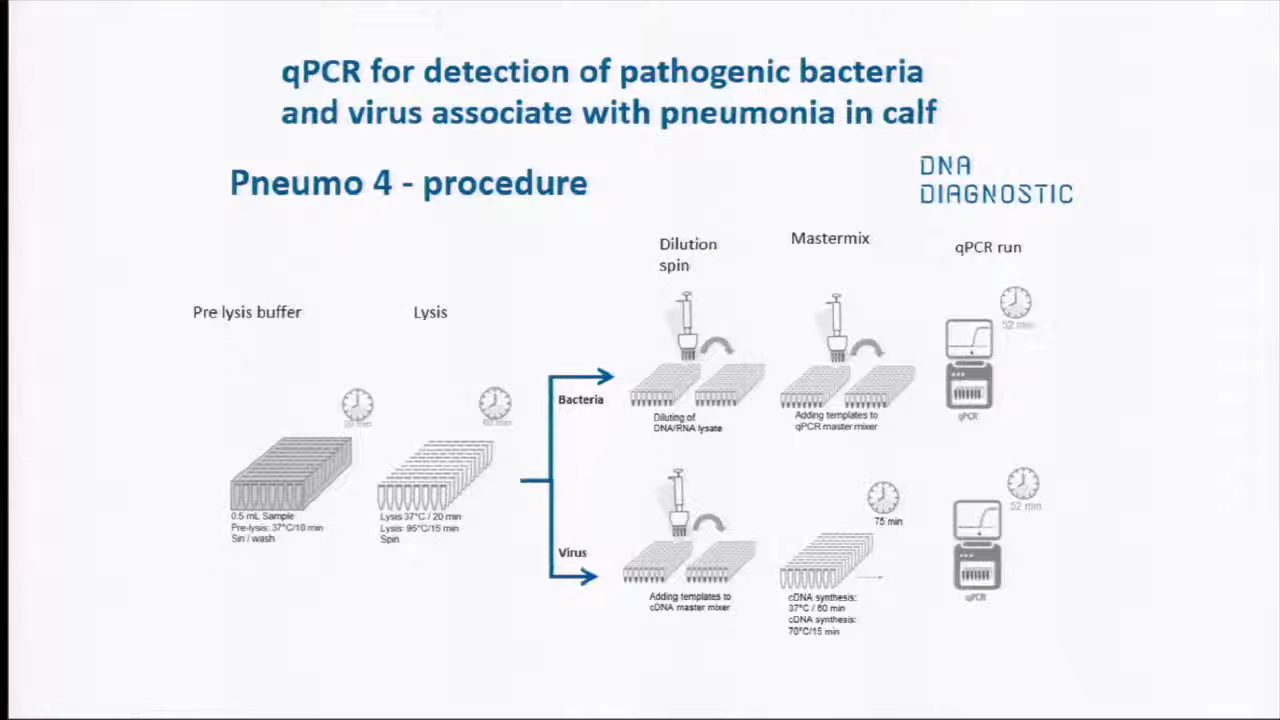 qPCR for detection of pathogenic bacteria
and virus associate with pneumonia in calf
Pneumo 4 - procedure
DNA
DIAGNOSTIC
Pre lysis buffer
Lysis
Dilution
spin
Mastermix
qPCR run
0.5 mL Sample
Pre-lysis: 37°C/10 min
Sin / wash
Lysis 37°C / 20 min
Lysis: 95°C/15 min
Spin
Bacteria
Diluting of
DNA/RNA lysate
Adding templates to
qPCR master mixer
52 min
qPCR
Virus
Adding templates to
cDNA master mixer
75 min
cDNA synthesis:
37°C / 60 min
cDNA synthesis:
70°C/15 min
52 min
qPCR